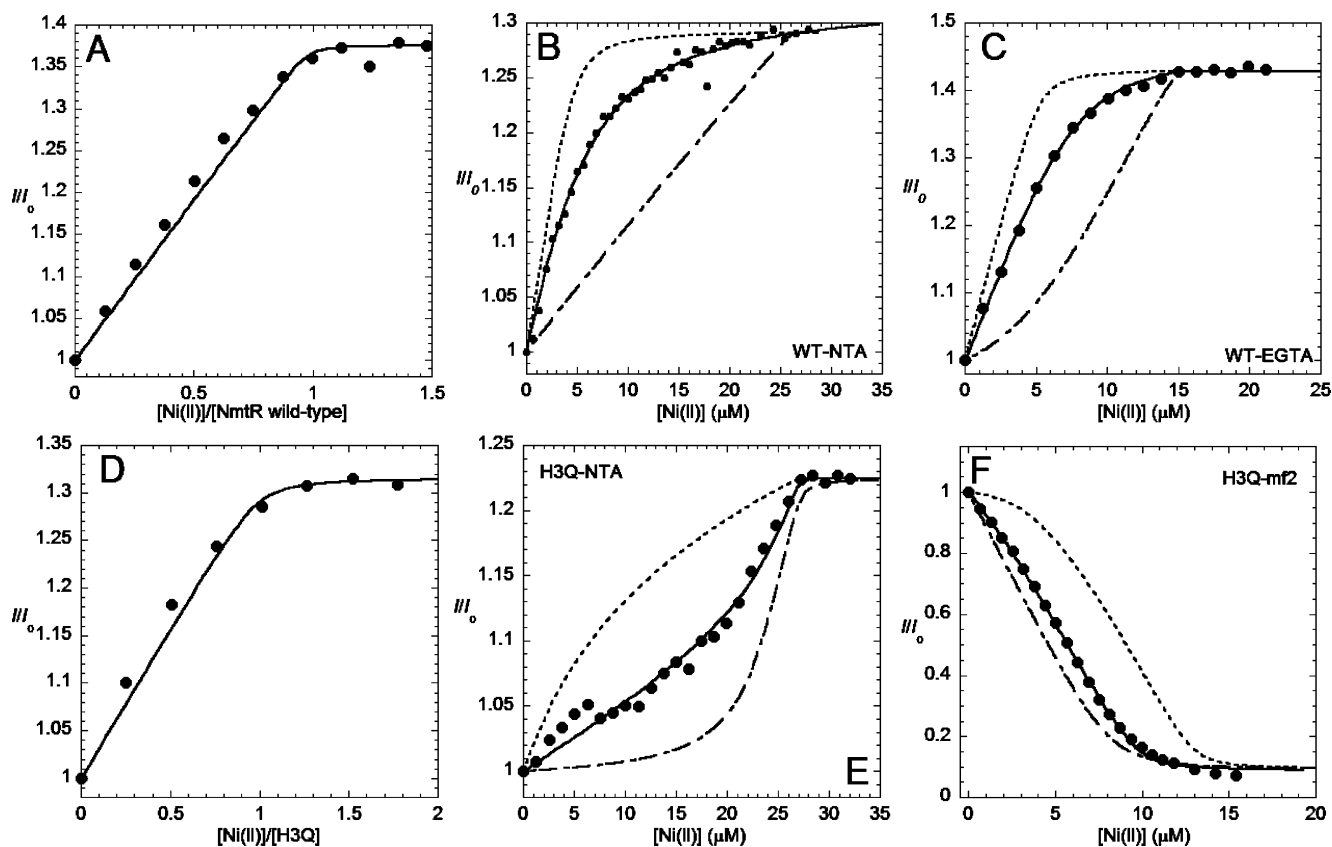 A
1.4
1.35
1.3
1.25
1.2
1.15
1.1
1.05
1
I/Io
0
0.5
1
1.5
[Ni(II)]/[NmtR wild-type]
B
1.3
1.25
1.2
1.15
1.1
1.05
1
I/I0
WT-NTA
0 5 10 15 20 25 30 35
[Ni(II)] (μM)
C
1.5
1.4
1.3
1.2
1.1
1
I/I0
WT-EGTA
0 5 10 15 20 25
[Ni(II)] (μM)
D
1.35
1.3
1.25
1.2
1.15
1.1
1.05
1
I/Io
0 0.5 1 1.5 2
[Ni(II)]/[H3Q]
1.25
1.2
1.15
1.1
1.05
1
I/Io
H3Q-NTA
E
0 5 10 15 20 25 30 35
[Ni(II)] (μM)
F
H3Q-mf2
1
0.8
0.6
0.4
0.2
0
I/Io
0 5 10 15 20
[Ni(II)] (μM)